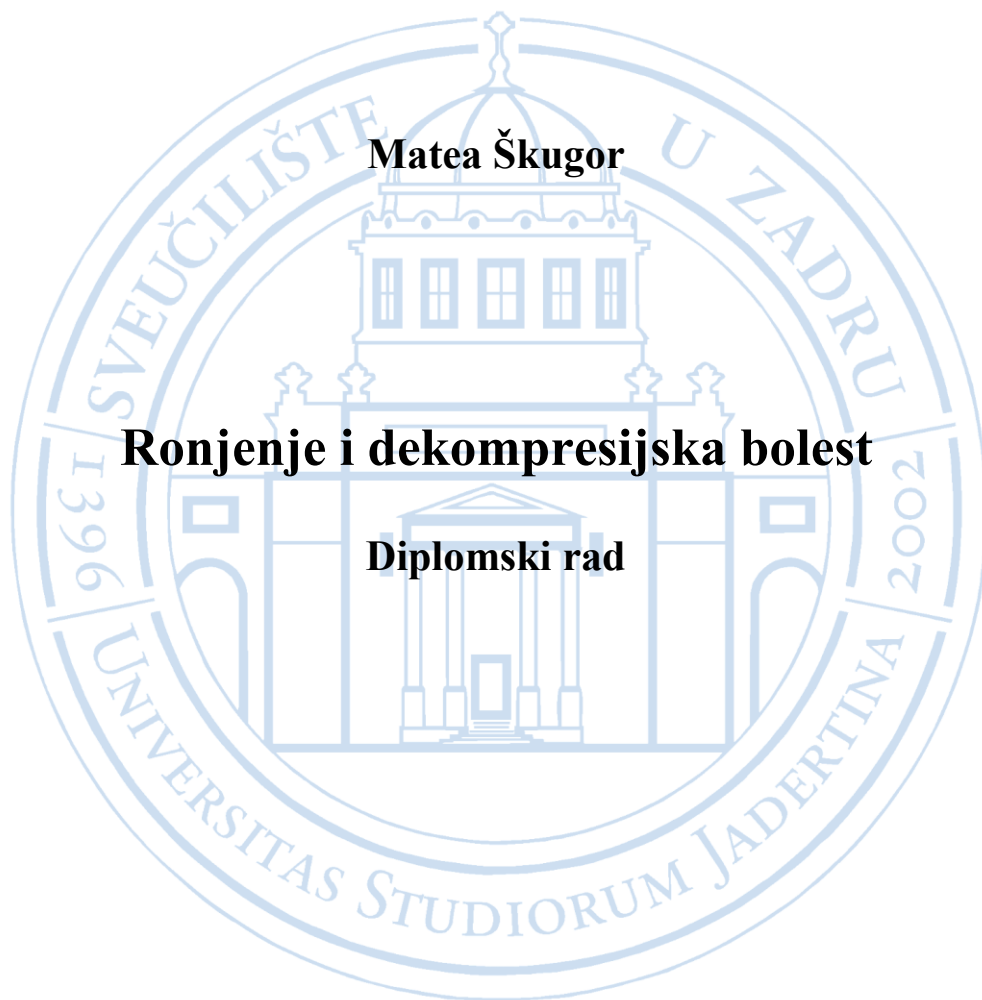 SVEUČILIŠTE U ZADRU
Matea Škugor
Ronjenje i dekompresijska bolest
1396
2002
Diplomski rad
UNIVERSITAS STUDIORUM JADERTINA